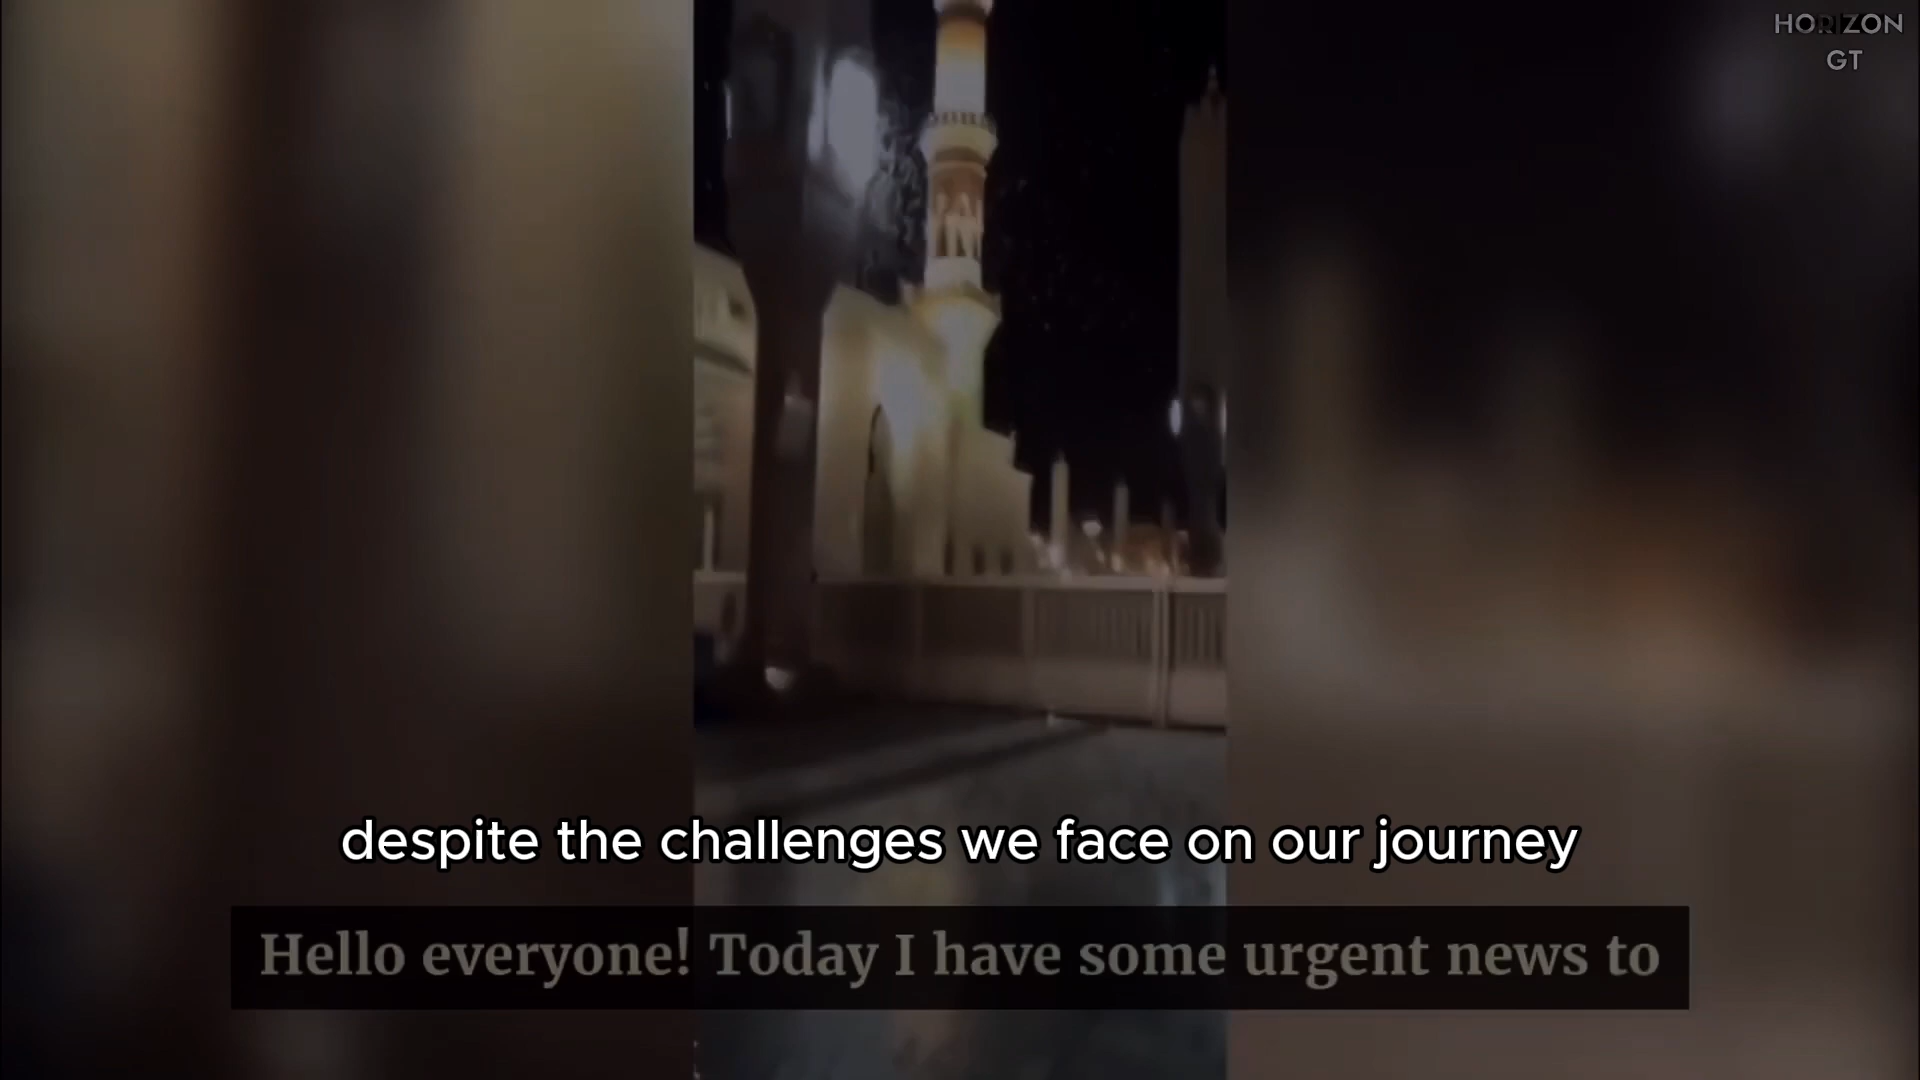 HORIZON
GT
despite the challenges we face on our journey
Hello everyone! Today I have some urgent news to